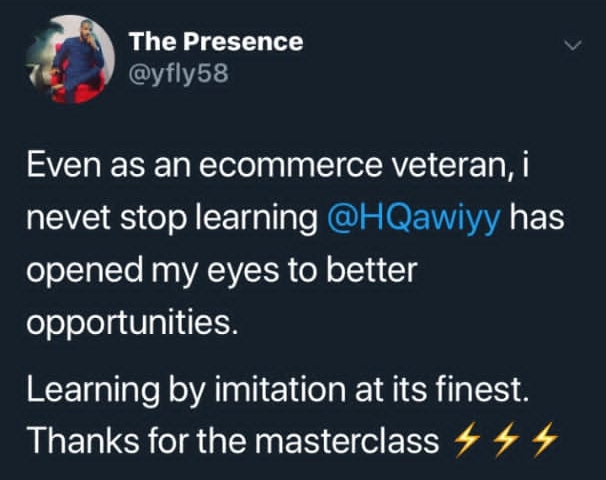 The Presence
@yfly58
Even as an ecommerce veteran, i
nevet stop learning @HQawiyy has
opened my eyes to better
opportunities.
Learning by imitation at its finest.
Thanks for the masterclass ⚡⚡⚡